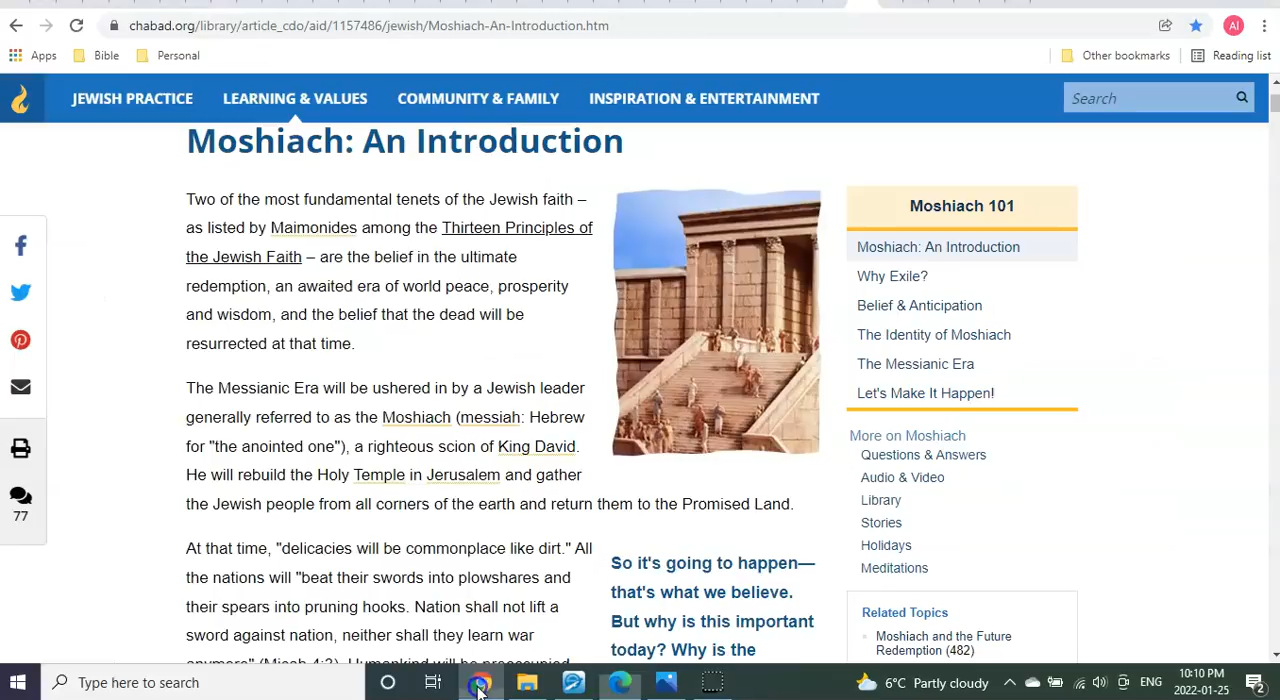 chabad.org/library/article_cdo/aid/1157486/jewish/Moshiach-An-Introduction.htm
Al
Apps
Bible
Personal
Other bookmarks
Reading list
JEWISH PRACTICE
LEARNING & VALUES
COMMUNITY & FAMILY
INSPIRATION & ENTERTAINMENT
Search
Moshiach: An Introduction
Two of the most fundamental tenets of the Jewish faith –
as listed by Maimonides among the Thirteen Principles of
the Jewish Faith – are the belief in the ultimate
redemption, an awaited era of world peace, prosperity
and wisdom, and the belief that the dead will be
resurrected at that time.
The Messianic Era will be ushered in by a Jewish leader
generally referred to as the Moshiach (messiah: Hebrew
for "the anointed one"), a righteous scion of King David.
He will rebuild the Holy Temple in Jerusalem and gather
the Jewish people from all corners of the earth and return them to the Promised Land.
At that time, "delicacies will be commonplace like dirt." All
the nations will "beat their swords into plowshares and
their spears into pruning hooks. Nation shall not lift a
sword against nation, neither shall they learn war
anymore" (Micah 4:3). Humankind will be preoccupied
So it's going to happen—
that's what we believe.
But why is this important
today? Why is the
Moshiach 101
Moshiach: An Introduction
Why Exile?
Belief & Anticipation
The Identity of Moshiach
The Messianic Era
Let's Make It Happen!
More on Moshiach
Questions & Answers
Audio & Video
Library
Stories
Holidays
Meditations
Related Topics
Moshiach and the Future
Redemption (482)
77
Type here to search
6°C Partly cloudy
ENG
10:10 PM
2022-01-25
2